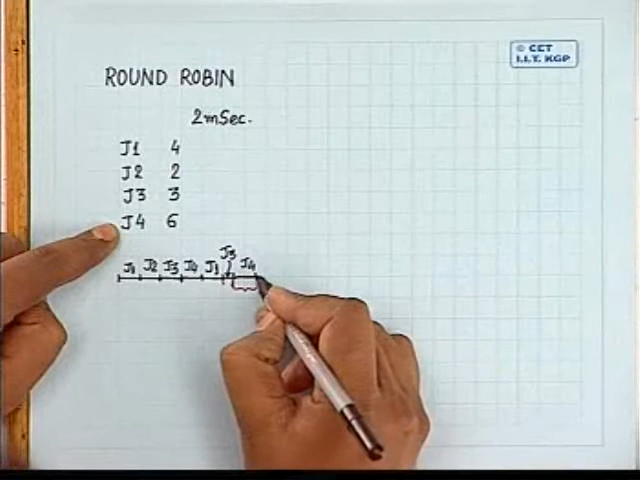 © CET
I.I.T. KGP
ROUND ROBIN
2mSec.
J1 4
J2 2
J3 3
J4 6
J3
J1 J2 J3 J4 J1 J4